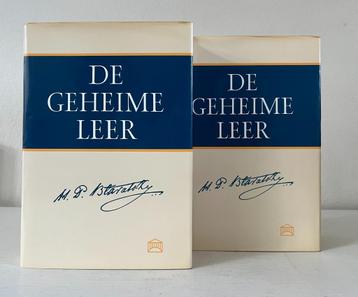 DE
GEHEIME
LEER
H. P. Blavatsky
DE
GEHEIME
LEER
H. P. Blavatsky